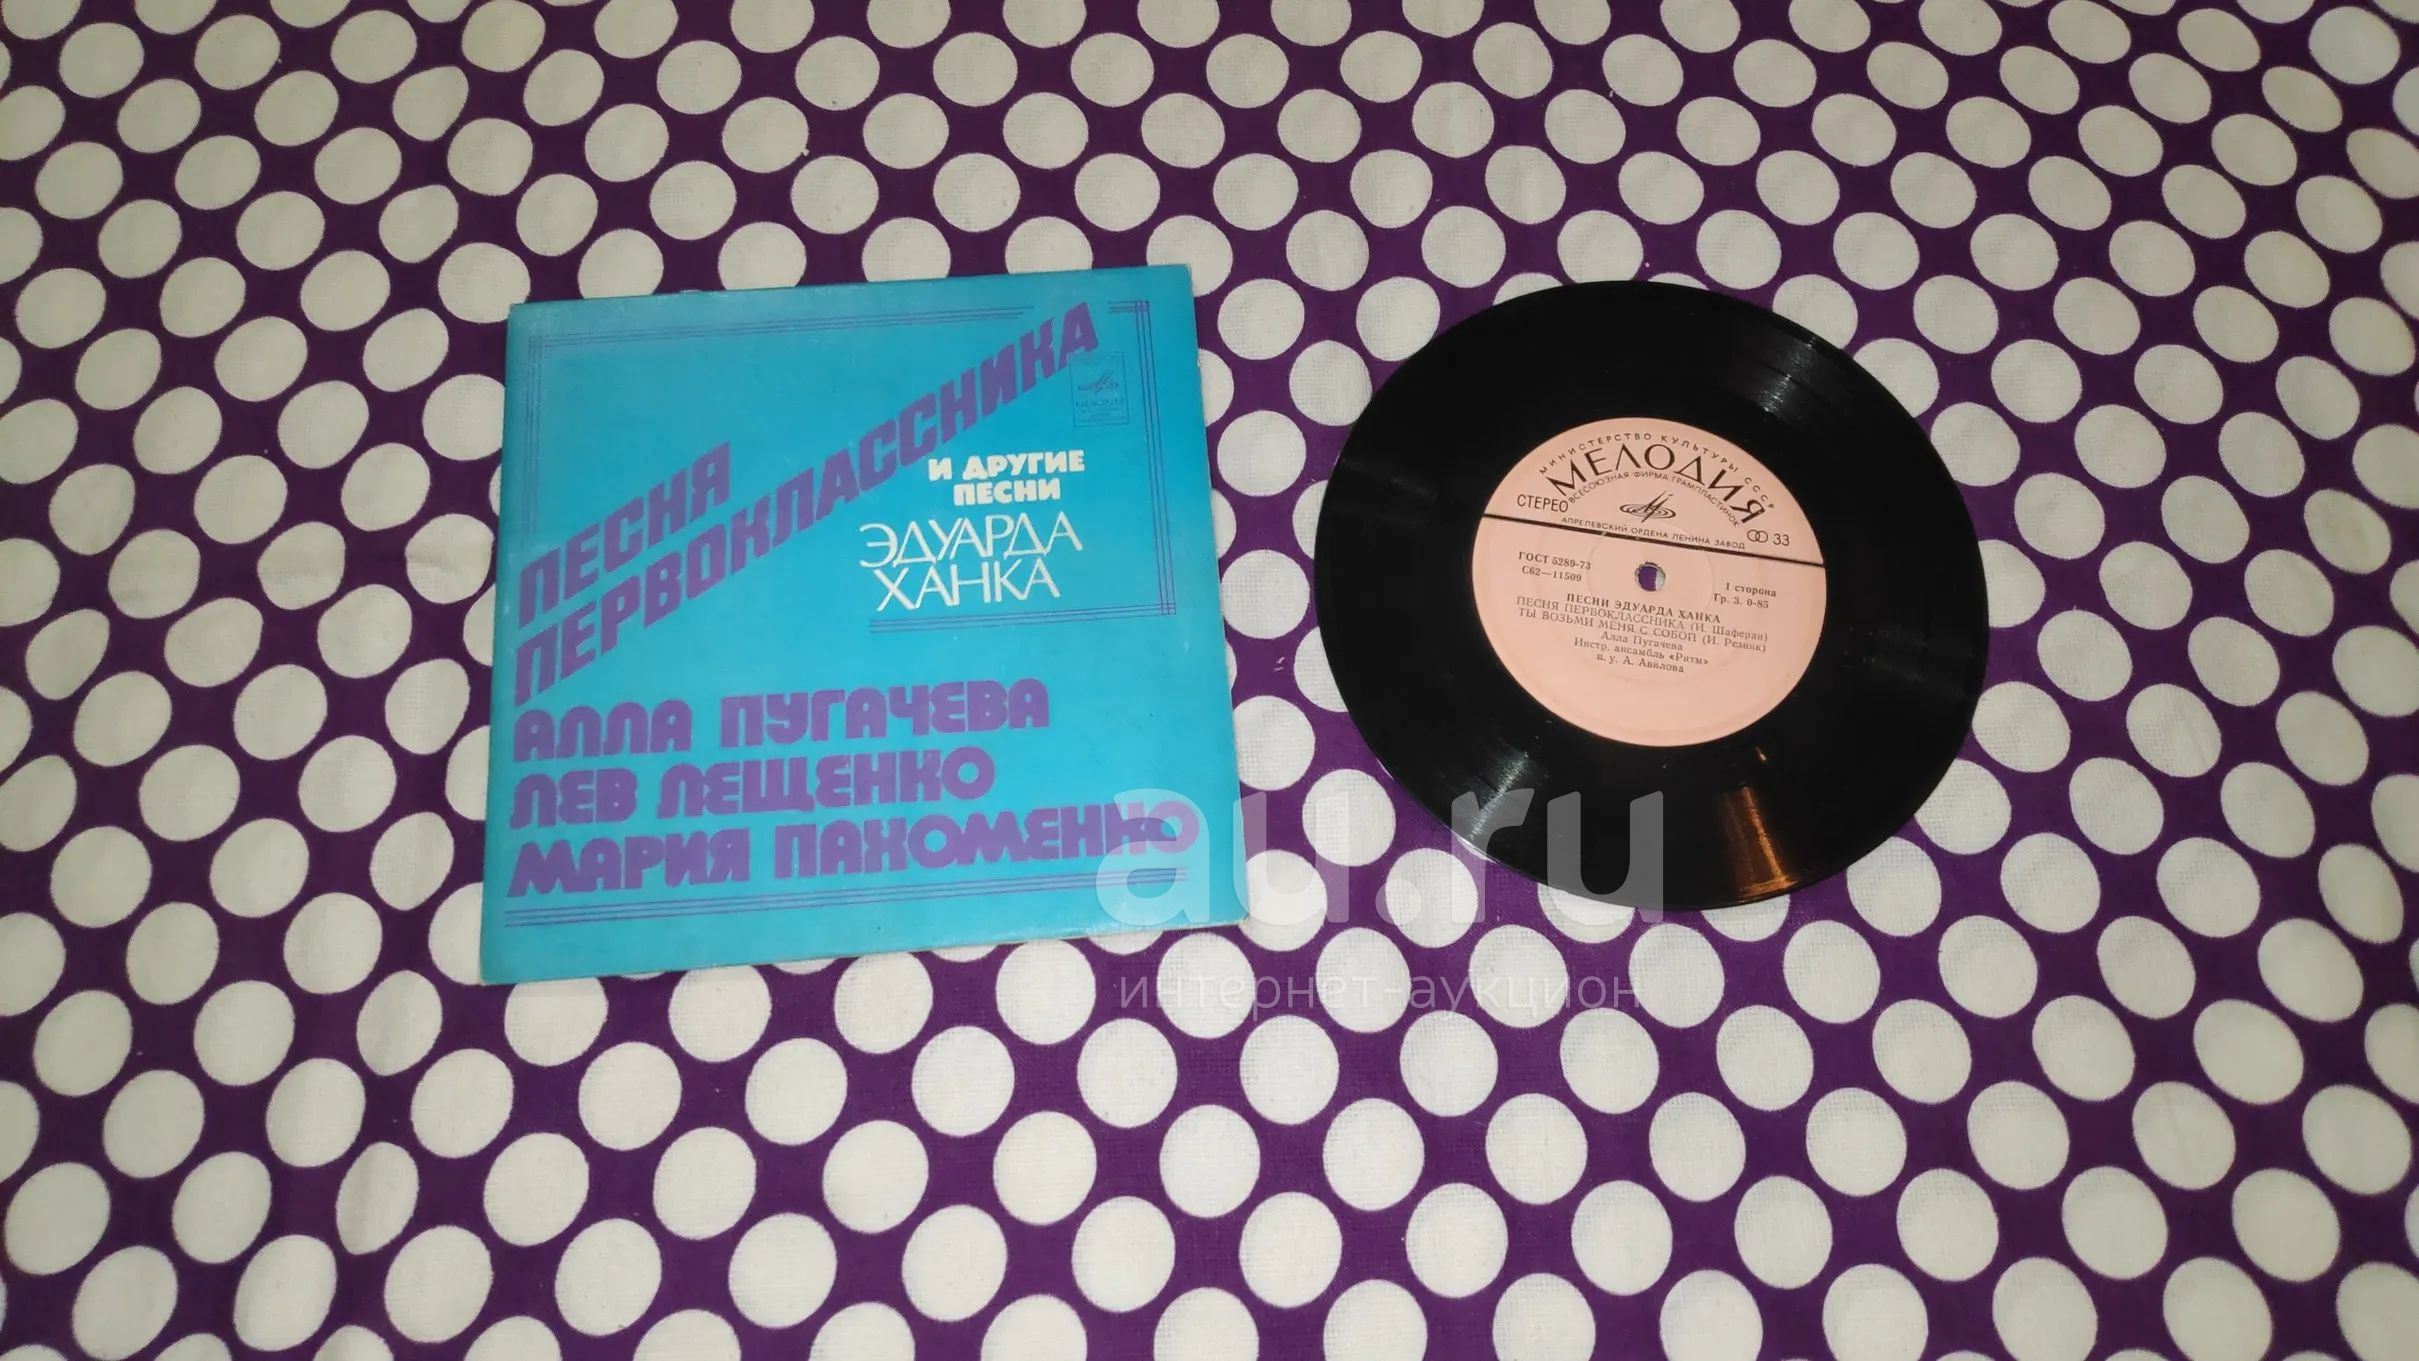 ПЕСНЯ
ПЕРВОКЛАССНИКА
МЕЛОДИЯ
И ДРУГИЕ
ПЕСНИ
ЭДУАРДА
ХАНКА
АЛЛА ПУГАЧЕВА
ЛЕВ ЛЕЩЕНКО
МАРИЯ ПАХОМЕНКО
МИНИСТЕРСТВО КУЛЬТУРЫ СССР
МЕЛОДИЯ
ВСЕСОЮЗНАЯ ФИРМА ГРАМПЛАСТИНОК
СТЕРЕО
АПРЕЛЕВСКИЙ ОРДЕНА ЛЕНИНА ЗАВОД
33
ГОСТ 5289-73
С62—11509
1 сторона
Гр. 3. 0-85
ПЕСНИ ЭДУАРДА ХАНКА
ПЕСНЯ ПЕРВОКЛАССНИКА (И. Шаферан)
ТЫ ВОЗЬМИ МЕНЯ С СОБОЙ (И. Резник)
Алла Пугачева
Инстр. ансамбль «Ритм»
п. у. А. Авилова
au.ru
интернет-аукцион